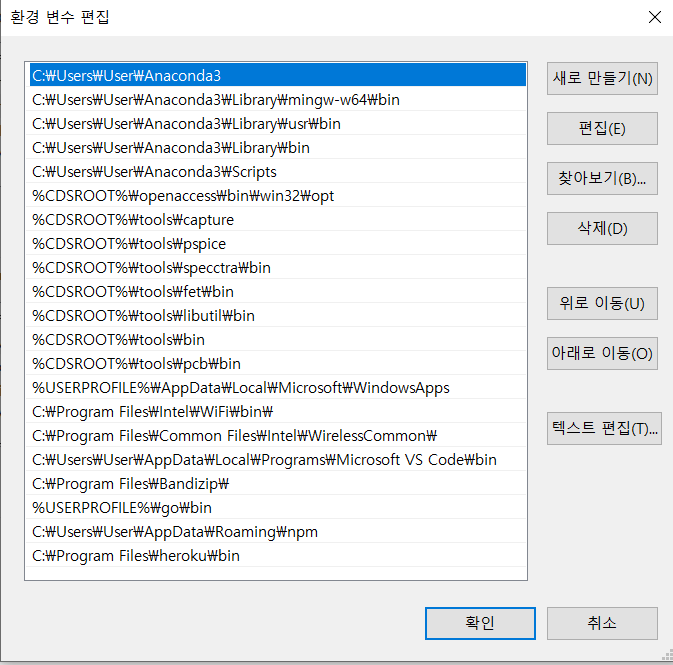 환경 변수 편집
C:₩Users₩User₩Anaconda3
C:₩Users₩User₩Anaconda3₩Library₩mingw-w64₩bin
C:₩Users₩User₩Anaconda3₩Library₩usr₩bin
C:₩Users₩User₩Anaconda3₩Library₩bin
C:₩Users₩User₩Anaconda3₩Scripts
%CDSROOT%₩openaccess₩bin₩win32₩opt
%CDSROOT%₩tools₩capture
%CDSROOT%₩tools₩pspice
%CDSROOT%₩tools₩specctra₩bin
%CDSROOT%₩tools₩fet₩bin
%CDSROOT%₩tools₩libutil₩bin
%CDSROOT%₩tools₩bin
%CDSROOT%₩tools₩pcb₩bin
%USERPROFILE%₩AppData₩Local₩Microsoft₩WindowsApps
C:₩Program Files₩Intel₩WiFi₩bin₩
C:₩Program Files₩Common Files₩Intel₩WirelessCommon₩
C:₩Users₩User₩AppData₩Local₩Programs₩Microsoft VS Code₩bin
C:₩Program Files₩Bandizip₩
%USERPROFILE%₩go₩bin
C:₩Users₩User₩AppData₩Roaming₩npm
C:₩Program Files₩heroku₩bin
새로 만들기(N)
편집(E)
찾아보기(B)...
삭제(D)
위로 이동(U)
아래로 이동(O)
텍스트 편집(T)...
확인
취소